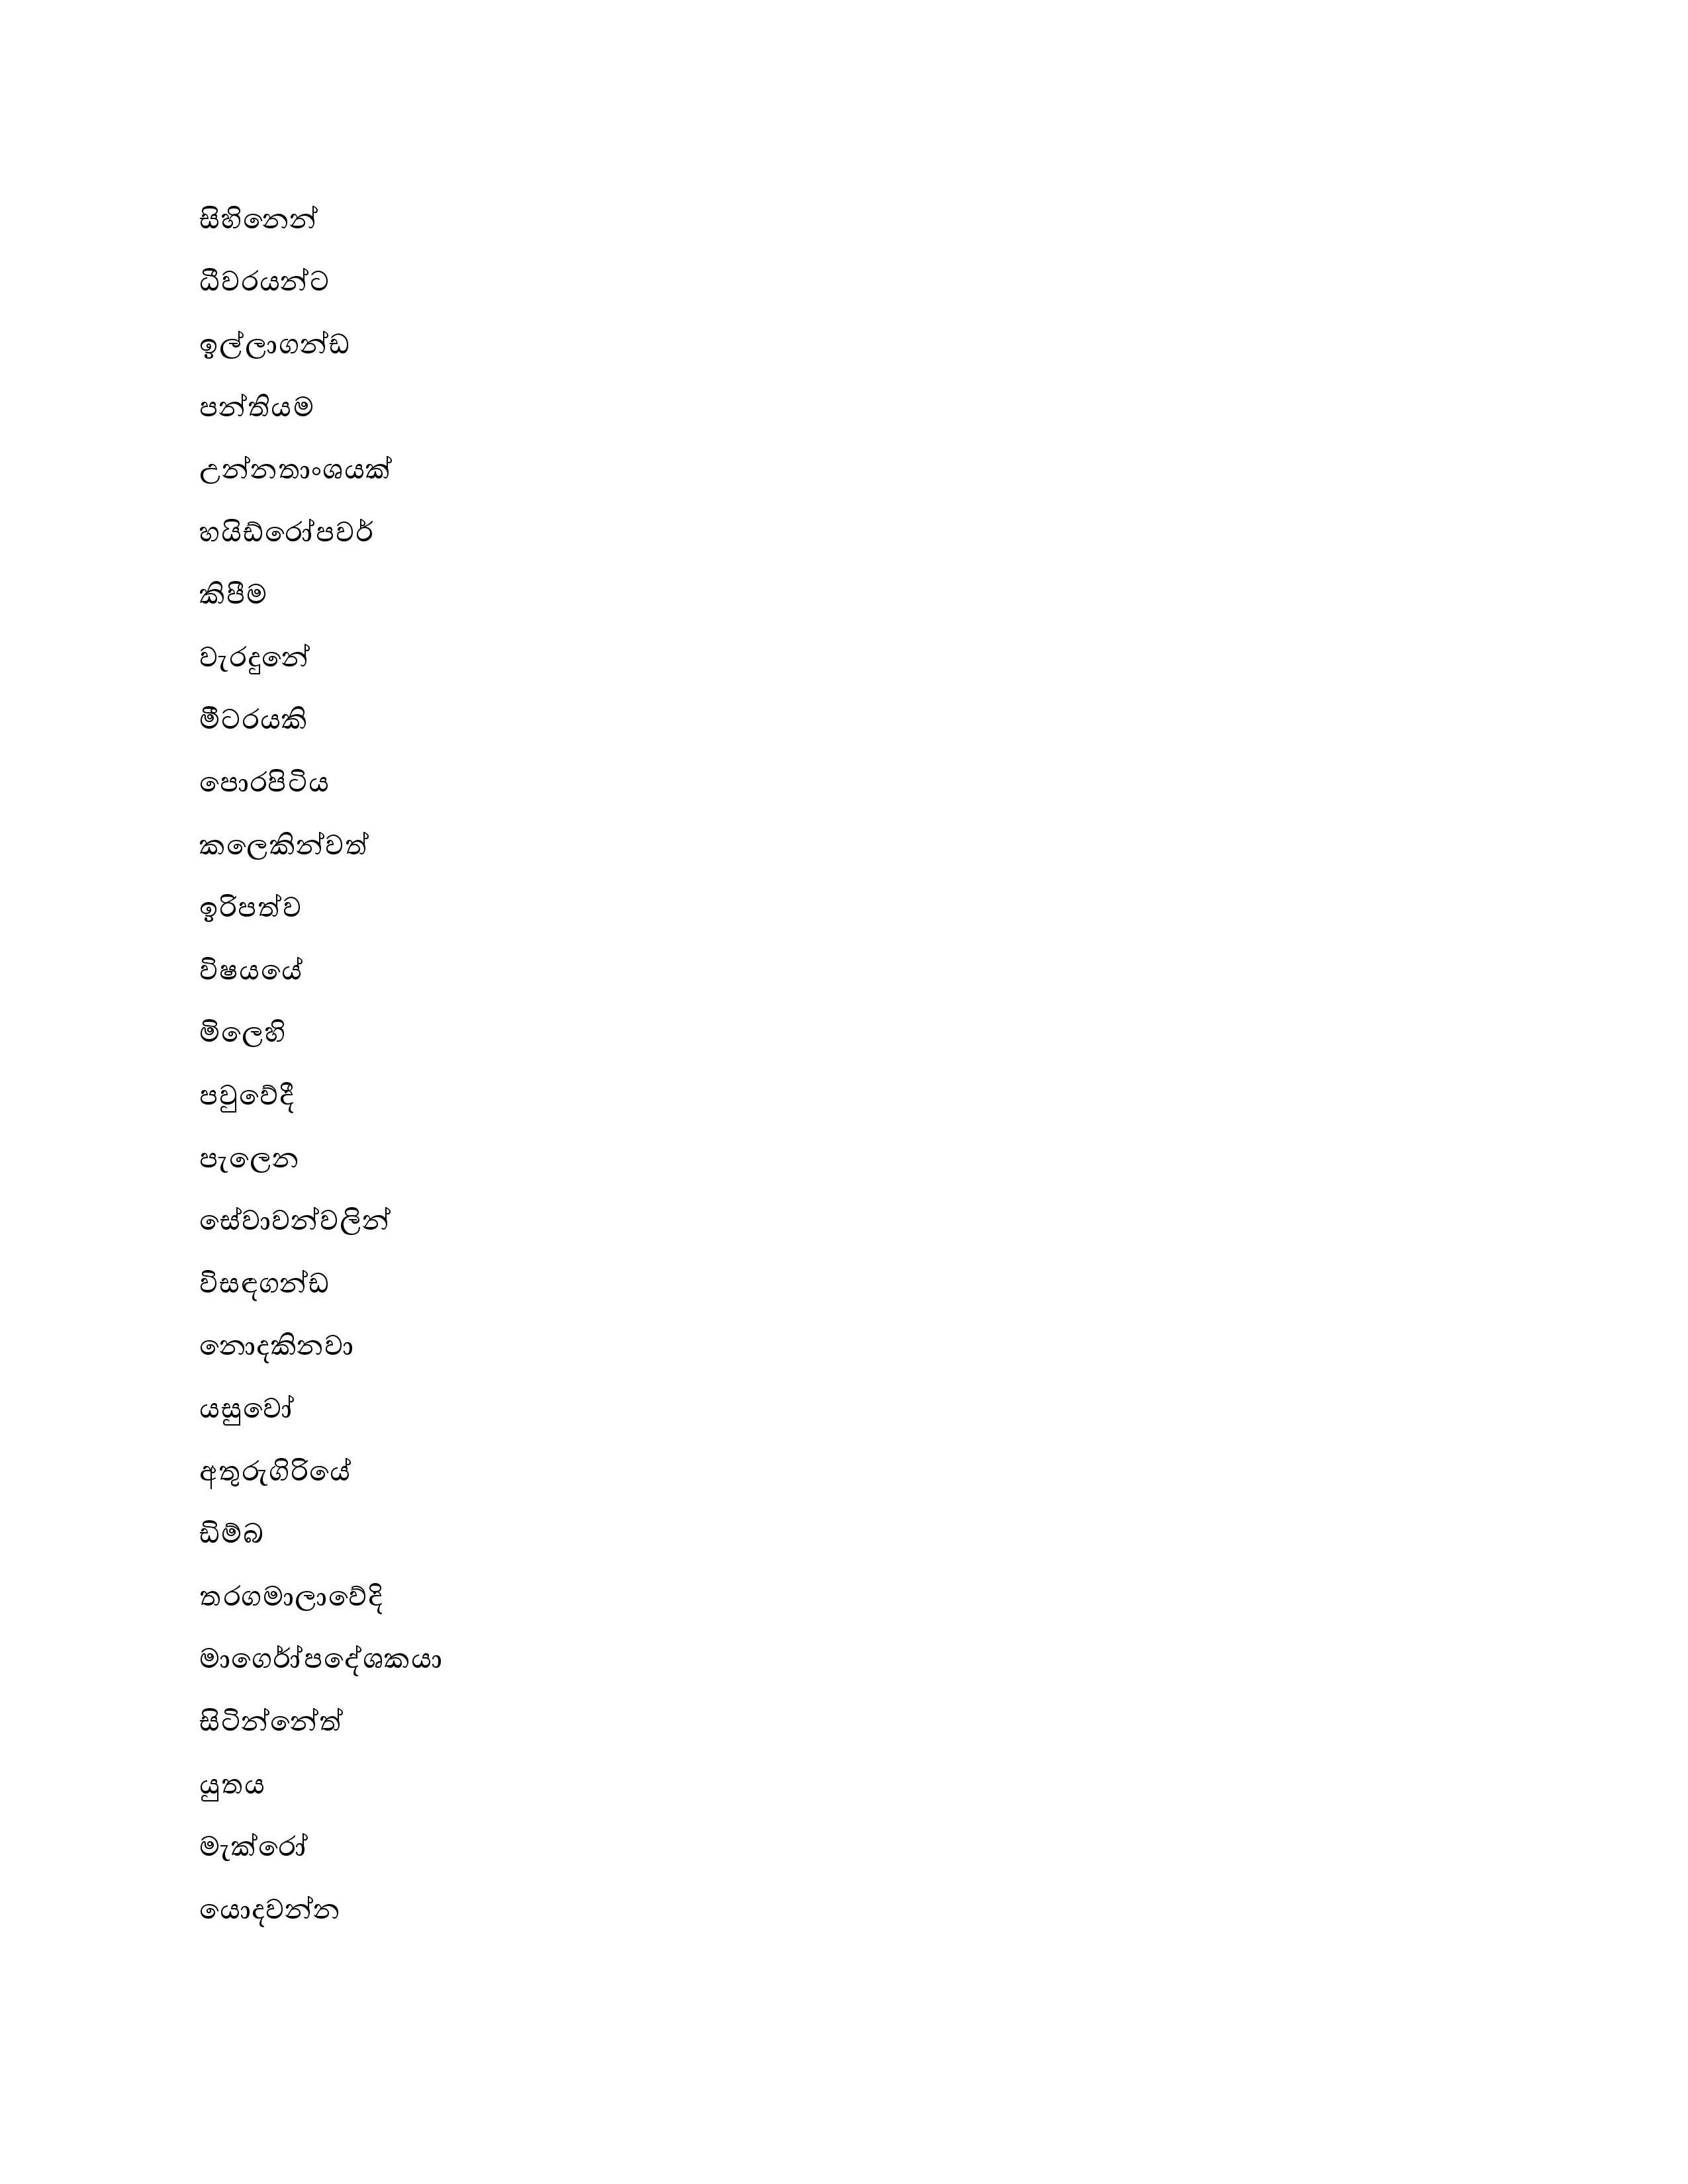 සිහිනෙන්
ධීවරයන්ට
ඉල්ලාගන්ඩ
පන්තියම
උන්නතාංශයක්
හයිඩ්රෝපවර්
කිපීම
වැරදුනේ
මීටරයකි
පොරපිටිය
කලෙකින්වත්
ඉරිපත්ව
විෂයයේ
මිලෙහි
පවුවේදී
පැලෙන
සේවාවන්වලින්
විසඳගන්ඩ
නොදකිනවා
යසුවෝ
අතුරුගිරියේ
ඩිම්බ
තරගමාලාවේදි
මාර්ගෝපදේශකයා
සිටින්නේත්
යුතය
මැක්රෝ
යොදවන්න